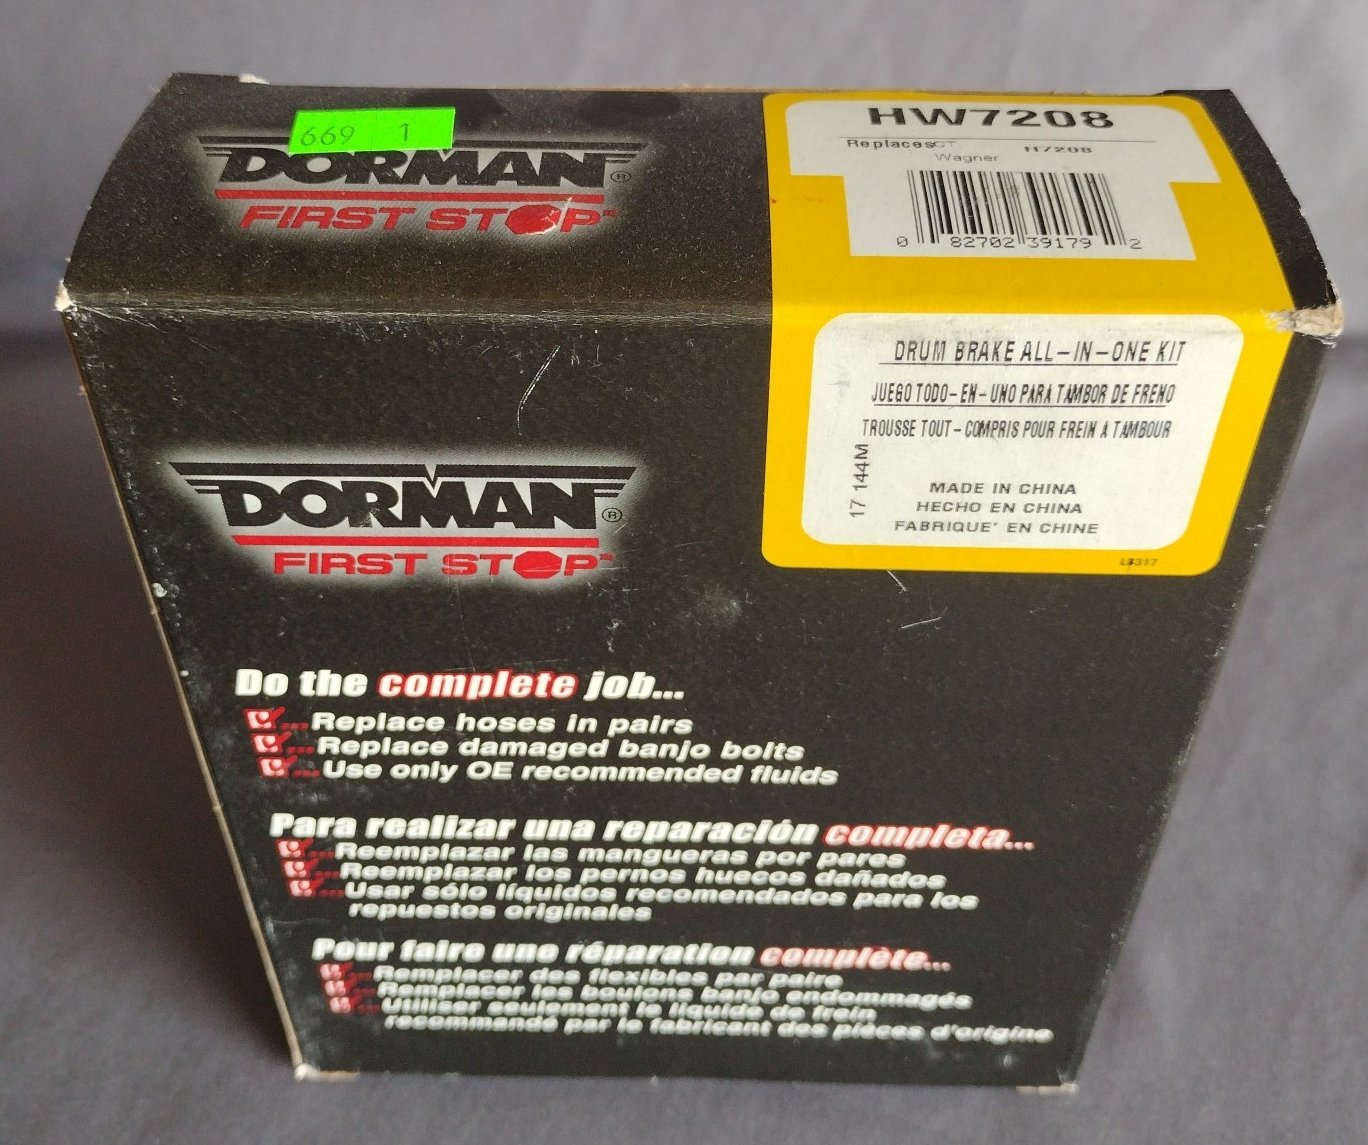 669 1
DORMAN®
FIRST STOP™
HW7208
Replaces
H7208
Wagner
0 82702 39179 2
DRUM BRAKE ALL-IN-ONE KIT
JUEGO TODO-EN-UNO PARA TAMBOR DE FRENO
TROUSSE TOUT-COMPRIS POUR FREIN A TAMBOUR
17 144M
MADE IN CHINA
HECHO EN CHINA
FABRIQUE' EN CHINE
DORMAN®
FIRST STOP™
Do the complete job...
...Replace hoses in pairs
...Replace damaged banjo bolts
...Use only OE recommended fluids
Para realizar una reparación completa...
...Reemplazar las mangueras por pares
...Reemplazar los pernos huecos dañados
...Usar sólo líquidos recomendados para los
repuestos originales
Pour faire une réparation complète...
...Remplacer des flexibles par paire
...Remplacer les boulons banjo endommagés
...Utiliser seulement le liquide de frein
recommandé par le fabricant des pièces d'origine